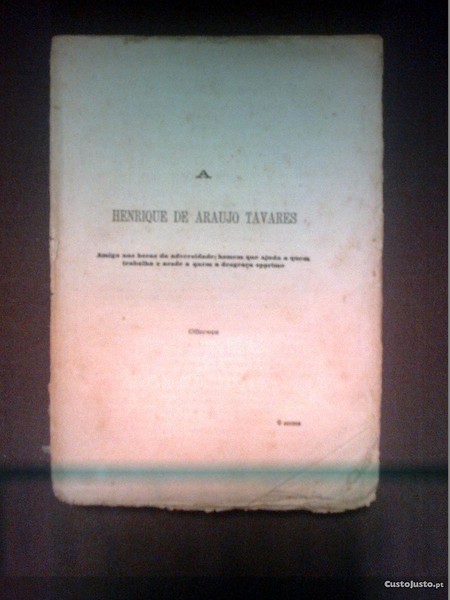 A
HENRIQUE DE ARAUJO TAVARES
Amigo nas horas da adversidade; homem que ajuda a quem
trabalha e acode a quem a desgraça opprime
Offerece
O auctor
CustoJusto.pt